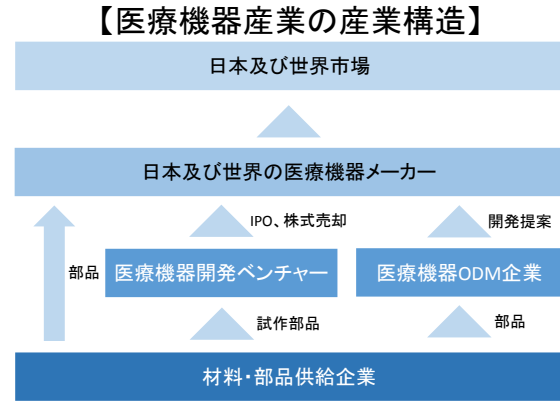 【医療機器産業の産業構造】
日本及び世界市場
日本及び世界の医療機器メーカー
IPO、株式売却
開発提案
部品
医療機器開発ベンチャー
医療機器ODM企業
試作部品
部品
材料・部品供給企業